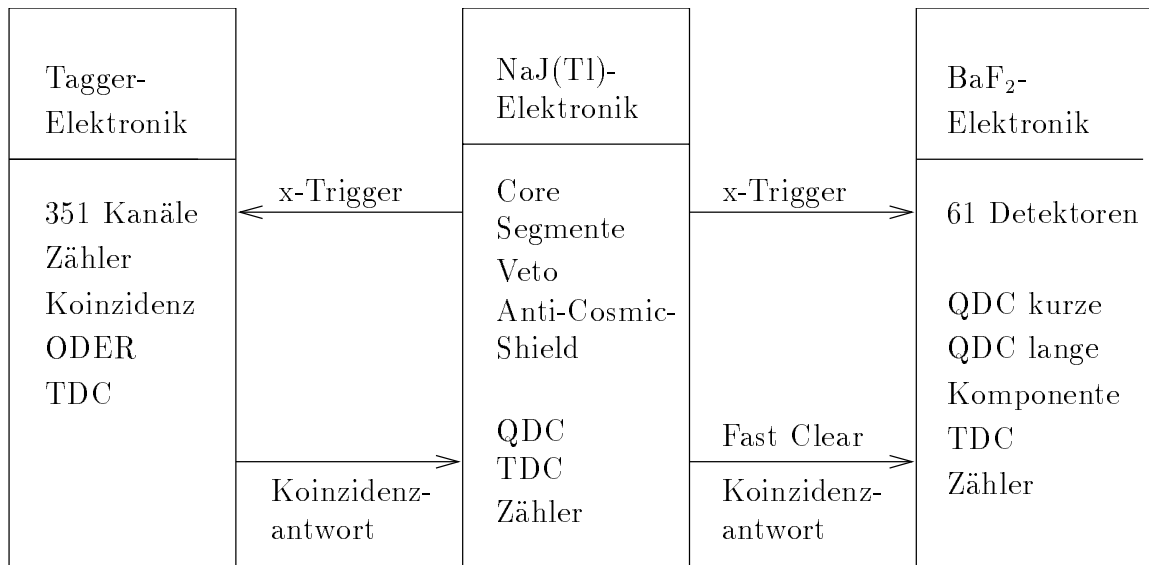 Tagger-
Elektronik
351 Kanäle
Zähler
Koinzidenz
ODER
TDC
x-Trigger
Koinzidenz-
antwort
NaJ(Tl)-
Elektronik
Core
Segmente
Veto
Anti-Cosmic-
Shield
QDC
TDC
Zähler
x-Trigger
Fast Clear
Koinzidenz-
antwort
BaF₂-
Elektronik
61 Detektoren
QDC kurze
QDC lange
Komponente
TDC
Zähler